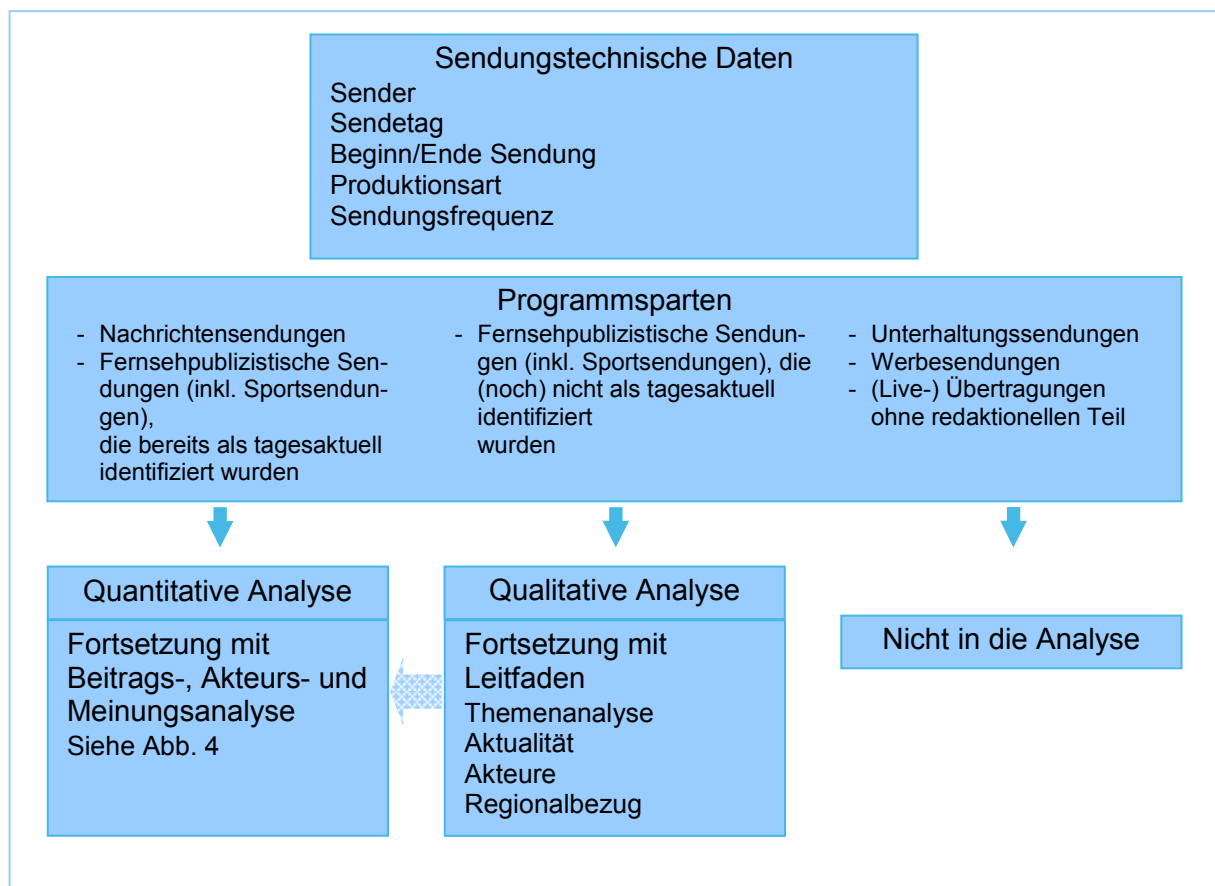 Sendungstechnische Daten
Sender
Sendetag
Beginn/Ende Sendung
Produktionsart
Sendungsfrequenz
Programmsparten
- Nachrichtensendungen
- Fernsehpublizistische Sen-
dungen (inkl. Sportsendun-
gen),
die bereits als tagesaktuell
identifiziert wurden
- Fernsehpublizistische Sendun-
gen (inkl. Sportsendungen), die
(noch) nicht als tagesaktuell
identifiziert
wurden
- Unterhaltungssendungen
- Werbesendungen
- (Live-) Übertragungen
ohne redaktionellen Teil
Quantitative Analyse
Fortsetzung mit
Beitrags-, Akteurs- und
Meinungsanalyse
Siehe Abb. 4
Qualitative Analyse
Fortsetzung mit
Leitfaden
Themenanalyse
Aktualität
Akteure
Regionalbezug
Nicht in die Analyse